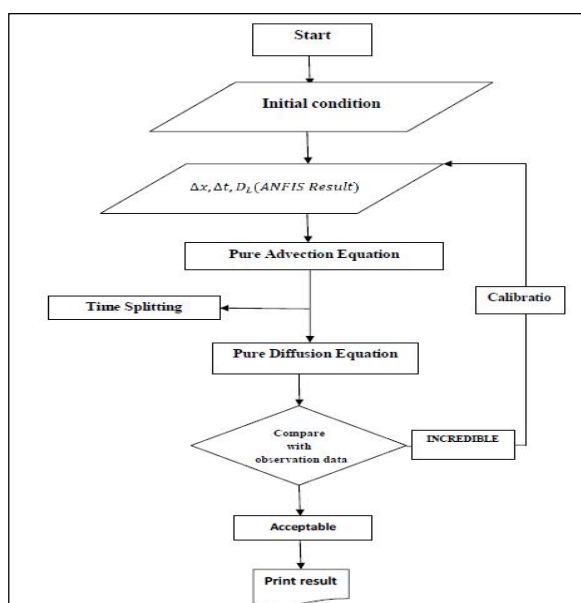 Start
Initial condition
Δx, Δt, D_L(ANFIS Result)
Pure Advection Equation
Calibratio
Time Splitting
Pure Diffusion Equation
Compare
with
observation data
INCREDIBLE
Acceptable
Print result